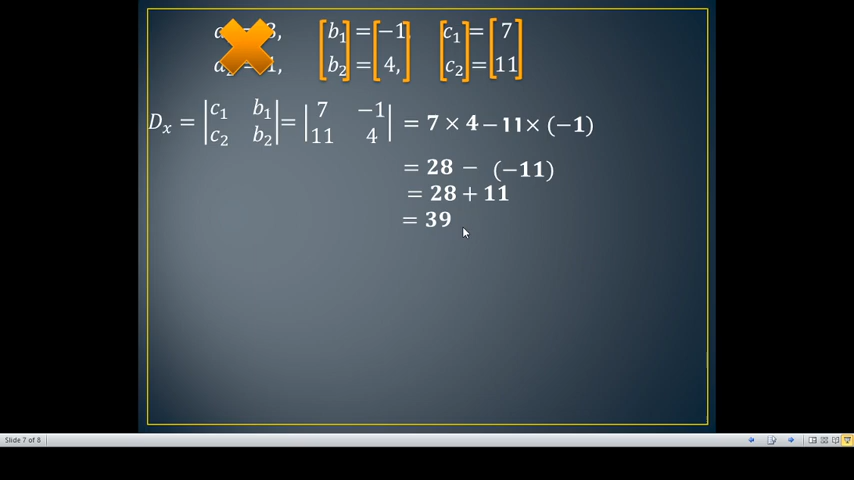 b₁ = −1, c₁ = 7
b₂ = 4, c₂ = 11
Dₓ = |c₁ b₁| = |7 −1| = 7 × 4 − 11 × (−1)
|c₂ b₂| |11 4|
= 28 − (−11)
= 28 + 11
= 39
Slide 7 of 8